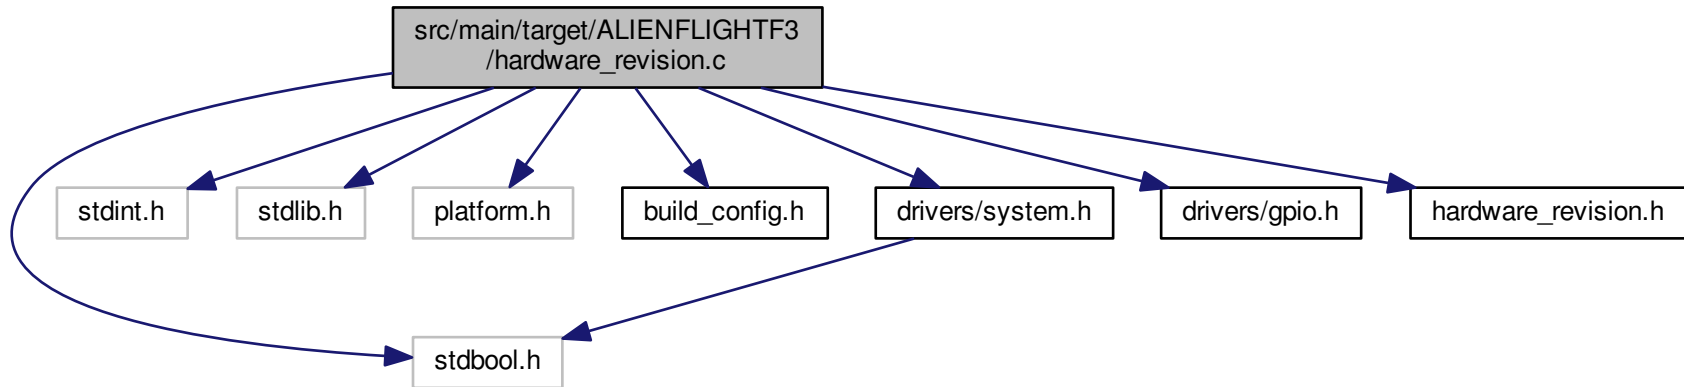 src/main/target/ALIENFLIGHTF3
/hardware_revision.c
stdint.h
stdlib.h
platform.h
build_config.h
drivers/system.h
drivers/gpio.h
hardware_revision.h
stdbool.h